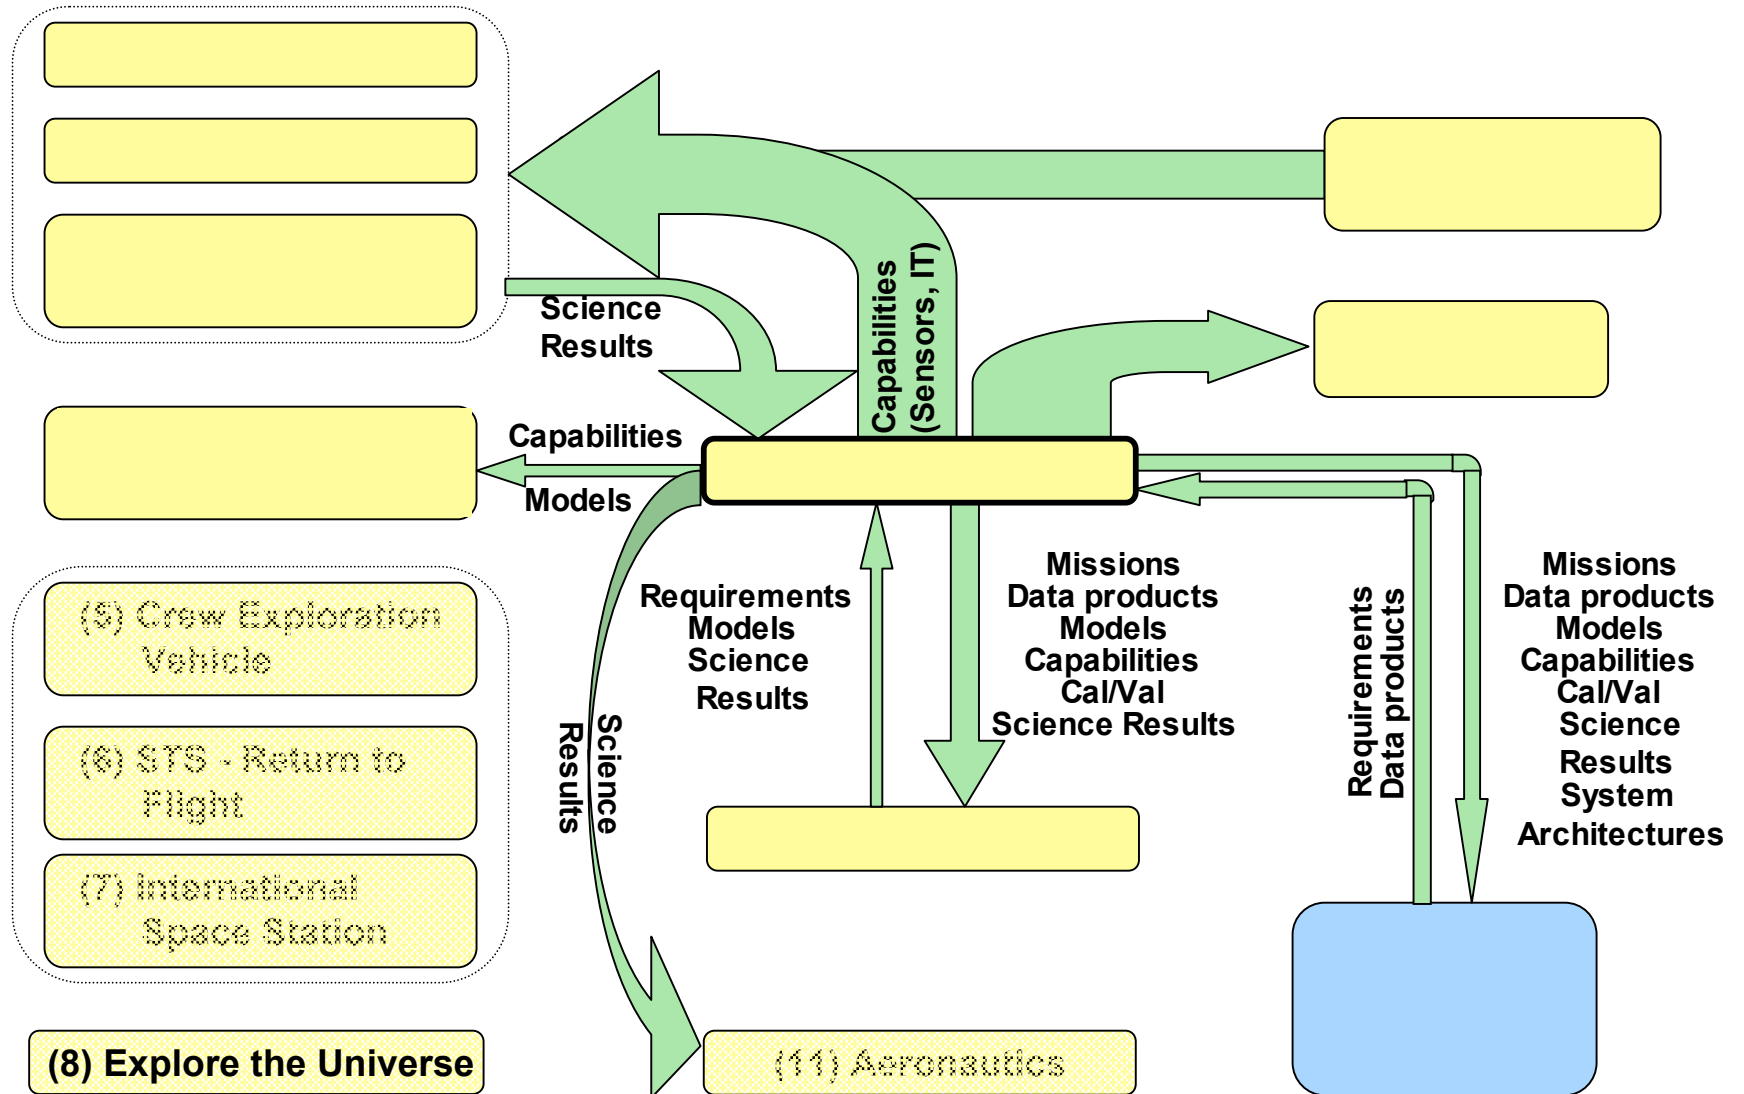 Capabilities
(Sensors, IT)
Science
Results
Capabilities
Models
(5) Crew Exploration
Vehicle
(6) STS - Return to
Flight
(7) International
Space Station
(8) Explore the Universe
Science
Results
Requirements
Models
Science
Results
Missions
Data products
Models
Capabilities
Cal/Val
Science Results
(11) Aeronautics
Requirements
Data products
Missions
Data products
Models
Capabilities
Cal/Val
Science
Results
System
Architectures